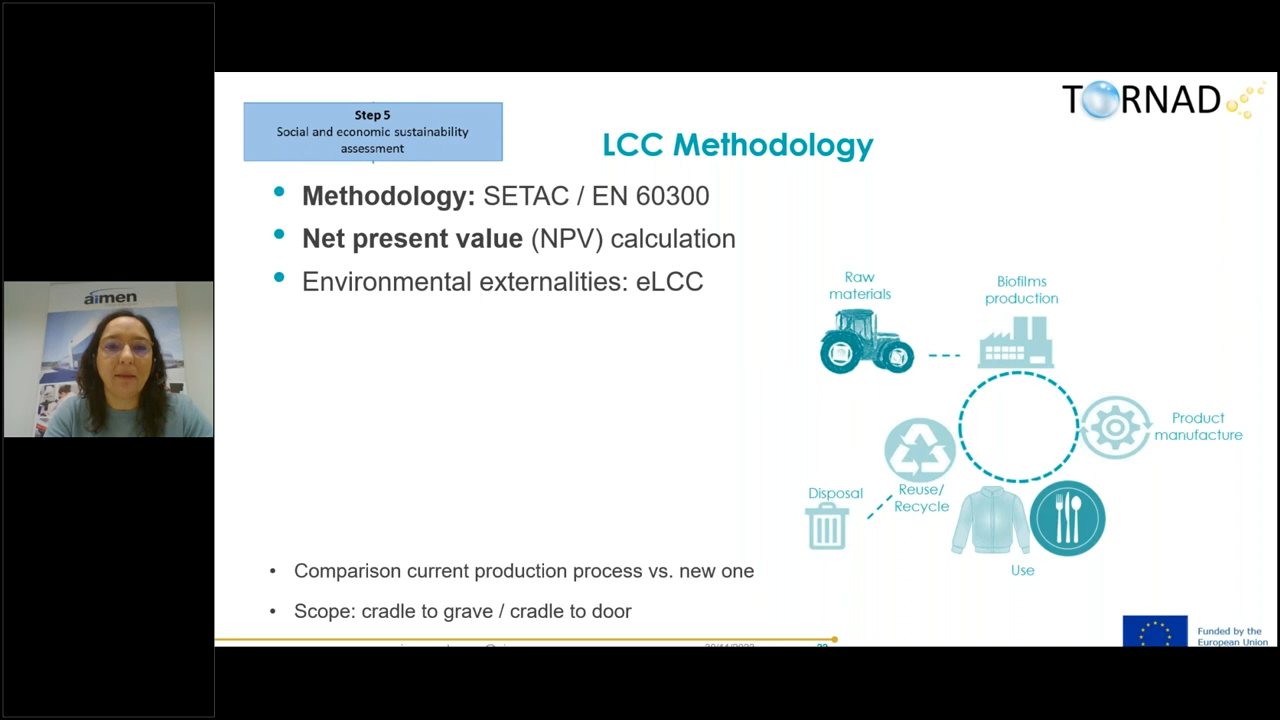 TORNAD
Step 5
Social and economic sustainability
assessment
LCC Methodology
Methodology: SETAC / EN 60300
Net present value (NPV) calculation
Environmental externalities: eLCC
aimen
Raw
materials
Biofilms
production
Product
manufacture
Disposal
Reuse/
Recycle
Use
Comparison current production process vs. new one
Scope: cradle to grave / cradle to door
Funded by the
European Union